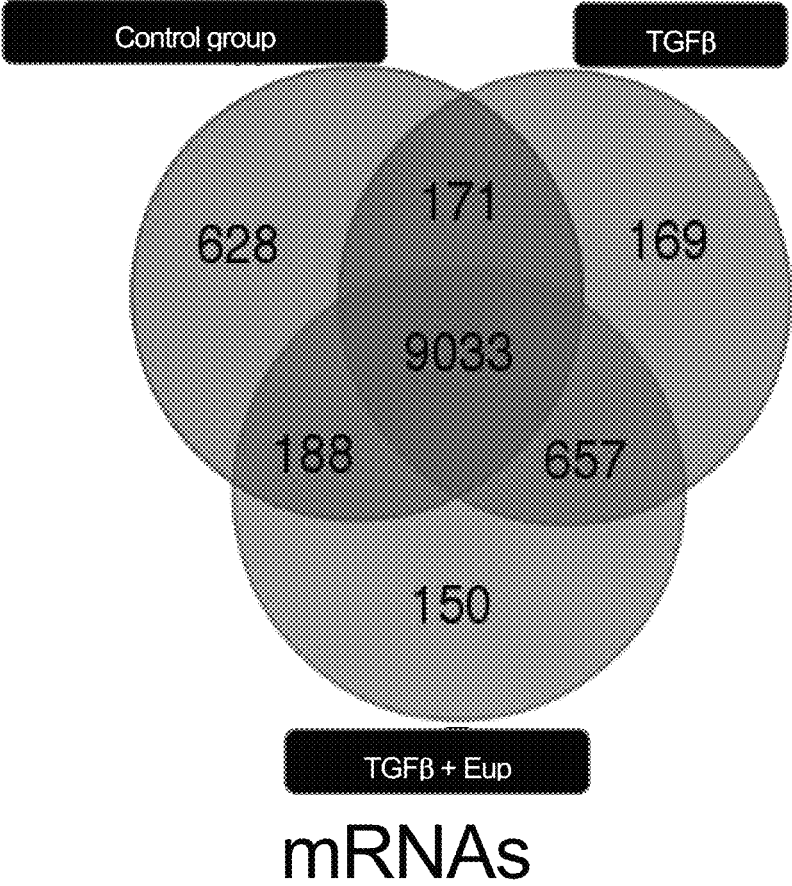 Control group
TGFβ
171
628
169
9033
188
657
150
TGFβ + Eup
mRNAs